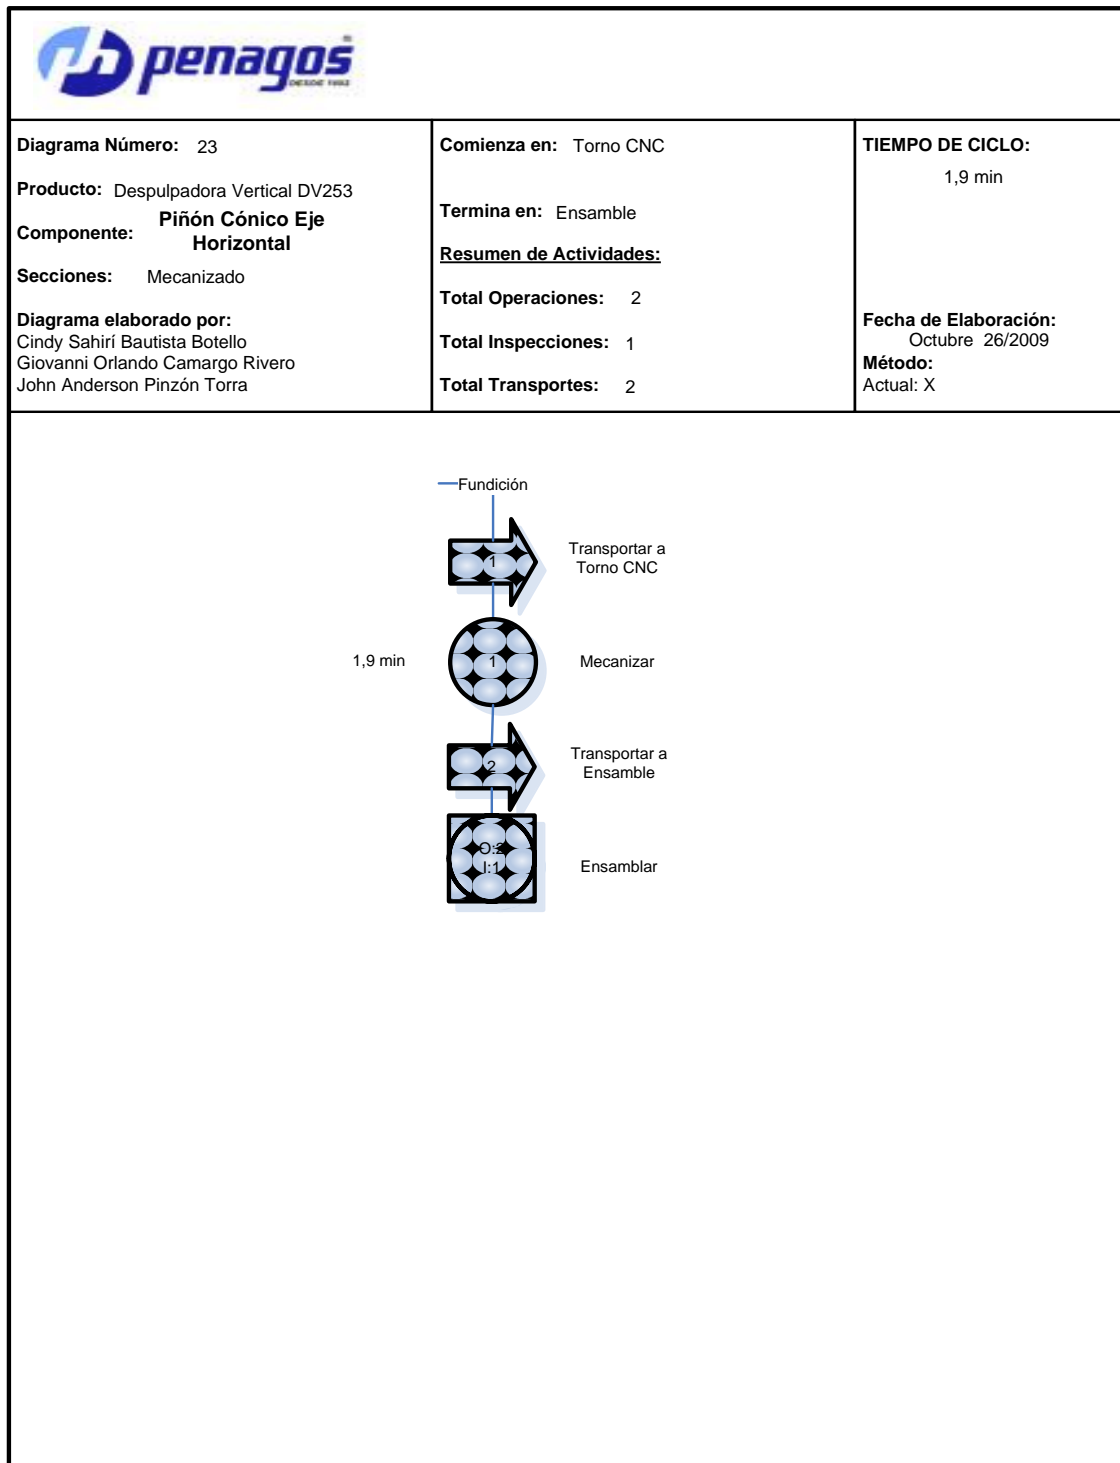 penagos
DESDE 1892
Diagrama Número: 23
Producto: Despulpadora Vertical DV253
Componente: Piñón Cónico Eje
Horizontal
Secciones: Mecanizado
Diagrama elaborado por:
Cindy Sahirí Bautista Botello
Giovanni Orlando Camargo Rivero
John Anderson Pinzón Torra
Comienza en: Torno CNC
Termina en: Ensamble
Resumen de Actividades:
Total Operaciones: 2
Total Inspecciones: 1
Total Transportes: 2
TIEMPO DE CICLO:
1,9 min
Fecha de Elaboración:
Octubre 26/2009
Método:
Actual: X
Fundición
1
Transportar a
Torno CNC
1,9 min
1
Mecanizar
2
Transportar a
Ensamble
O:2
I:1
Ensamblar